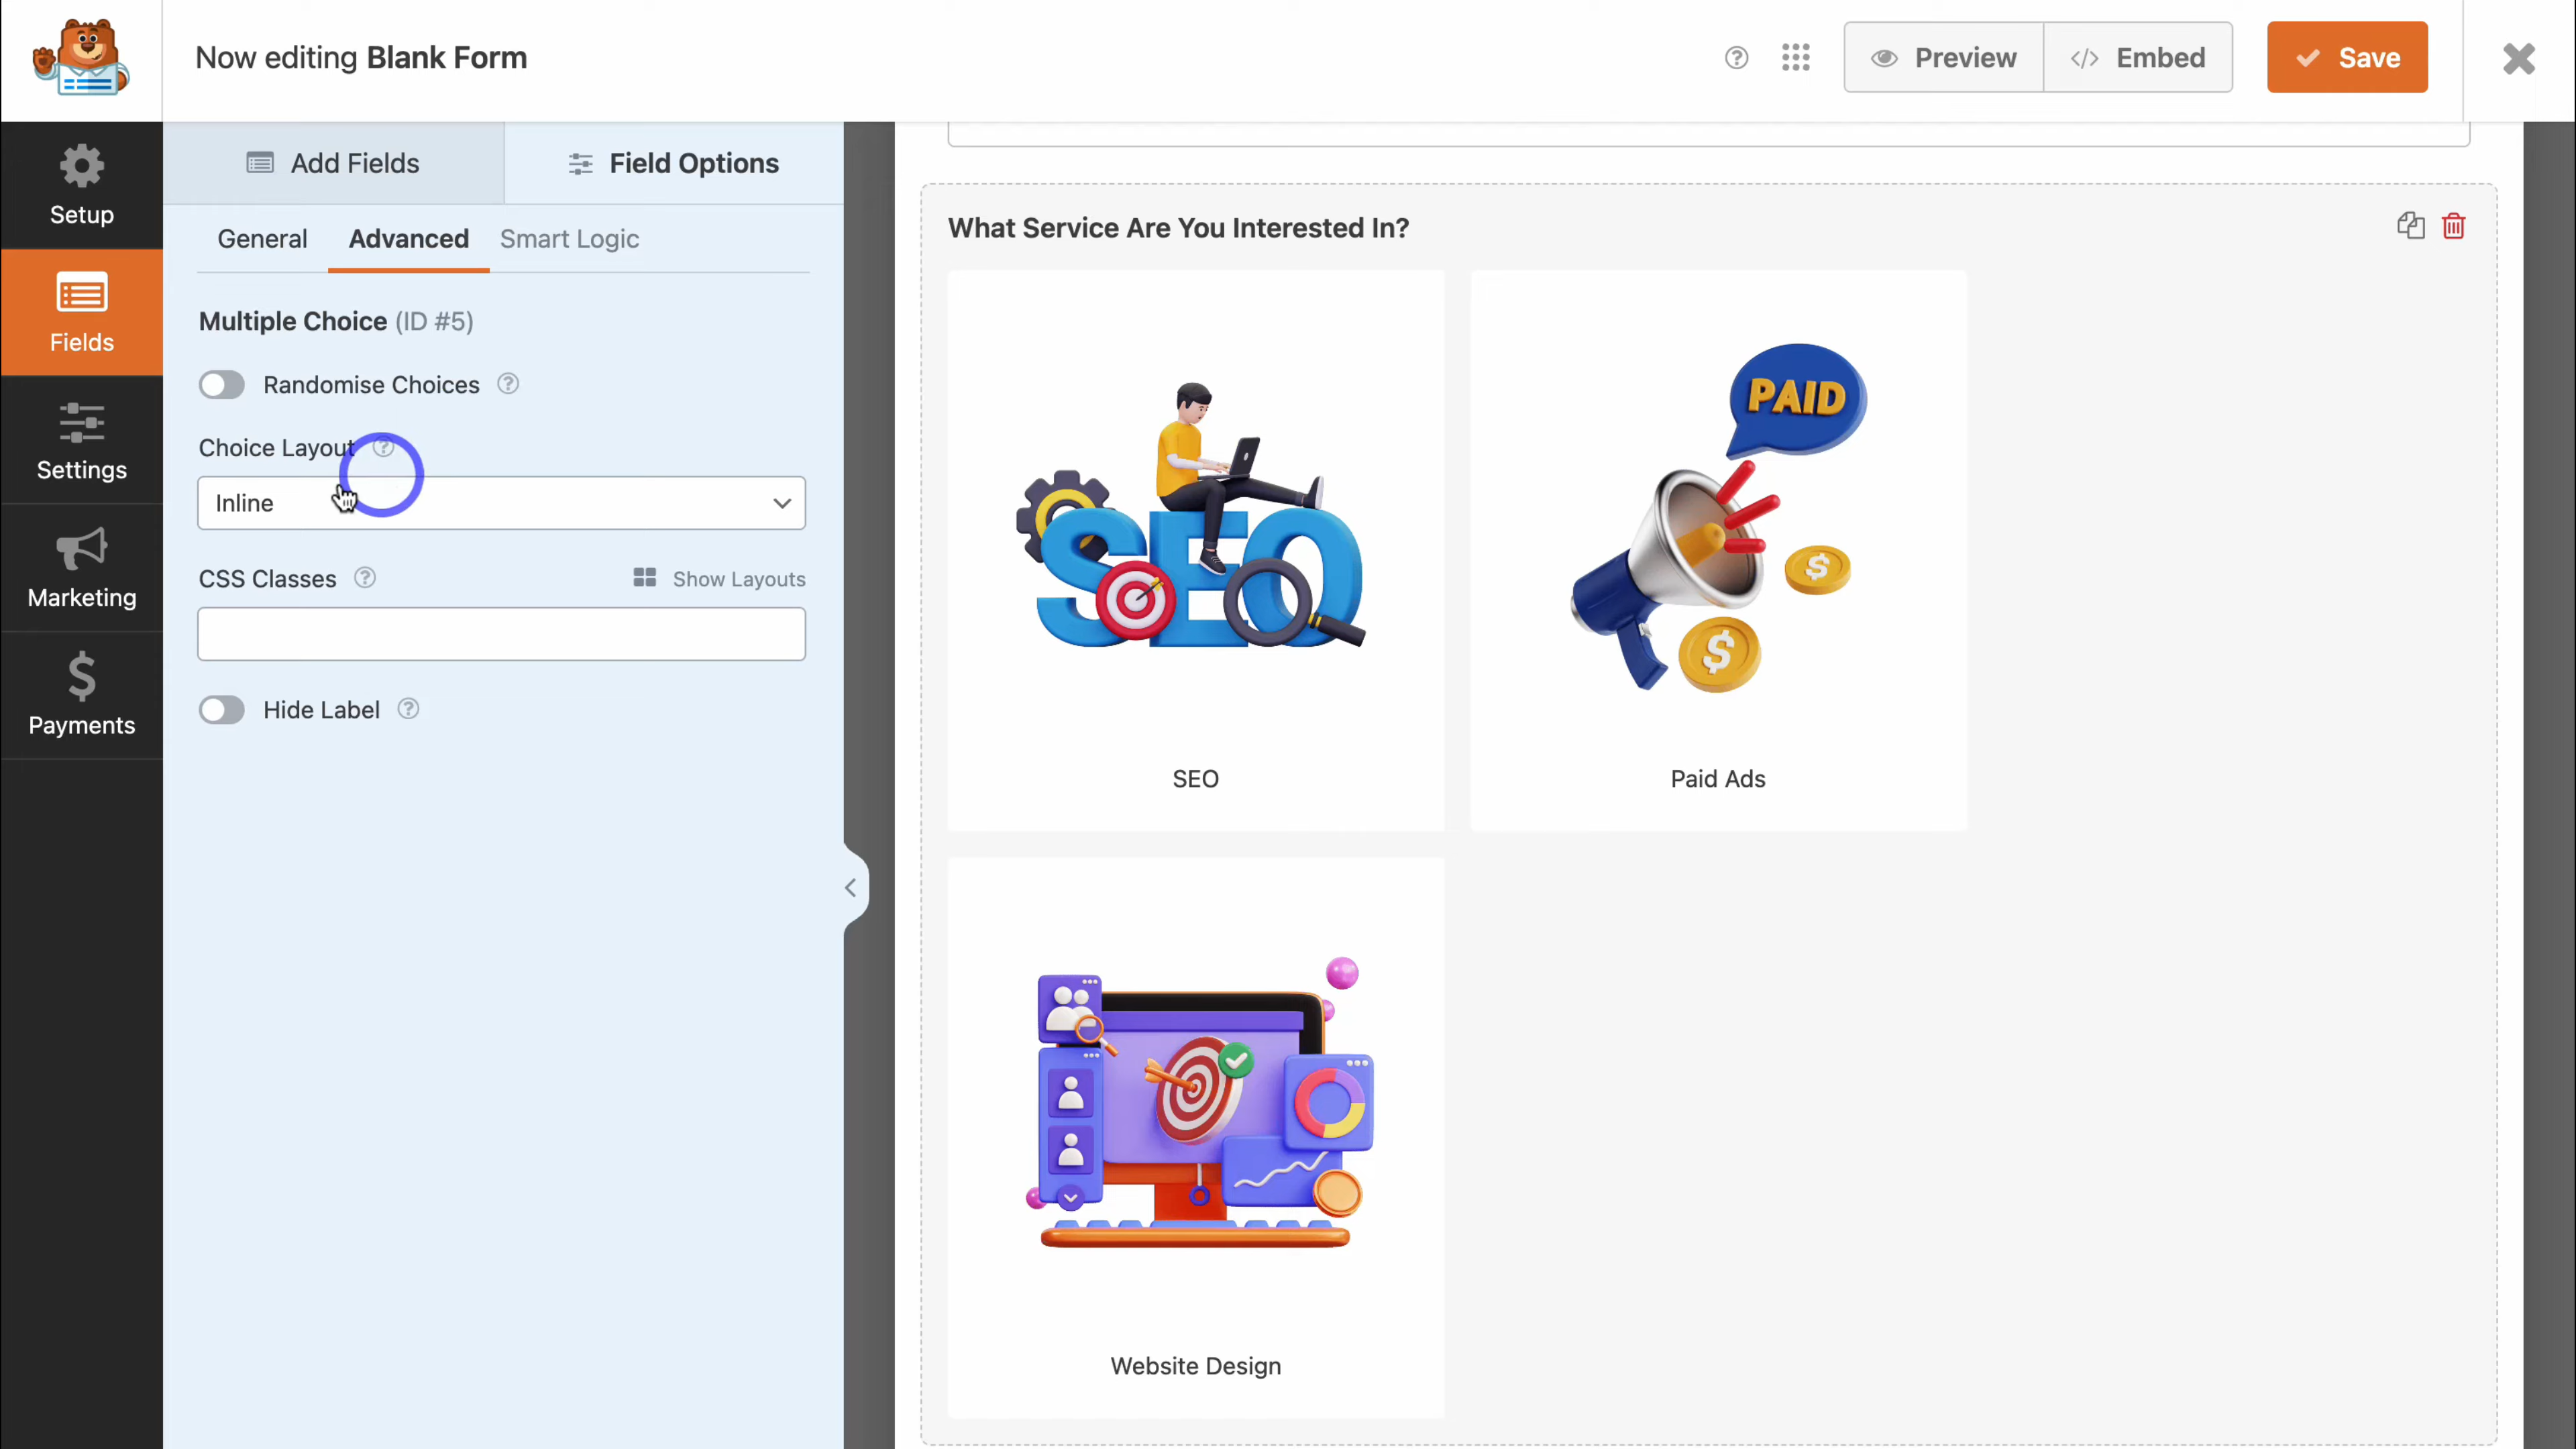 Now editing Blank Form
Preview
Embed
Save
Setup
Fields
Settings
Marketing
Payments
Add Fields
Field Options
General
Advanced
Smart Logic
Multiple Choice (ID #5)
Randomise Choices
Choice Layout
Inline
CSS Classes
Show Layouts
Hide Label
What Service Are You Interested In?
SEO
SEO
PAID
$
$
Paid Ads
Website Design